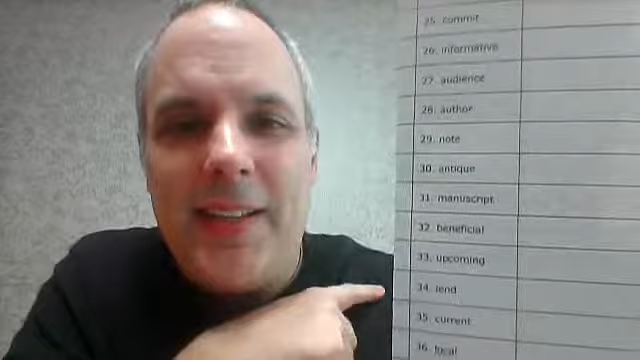 25. commit
26. informative
27. audience
28. author
29. note
30. antique
31. manuscript
32. beneficial
33. upcoming
34. lend
35. current
36. local